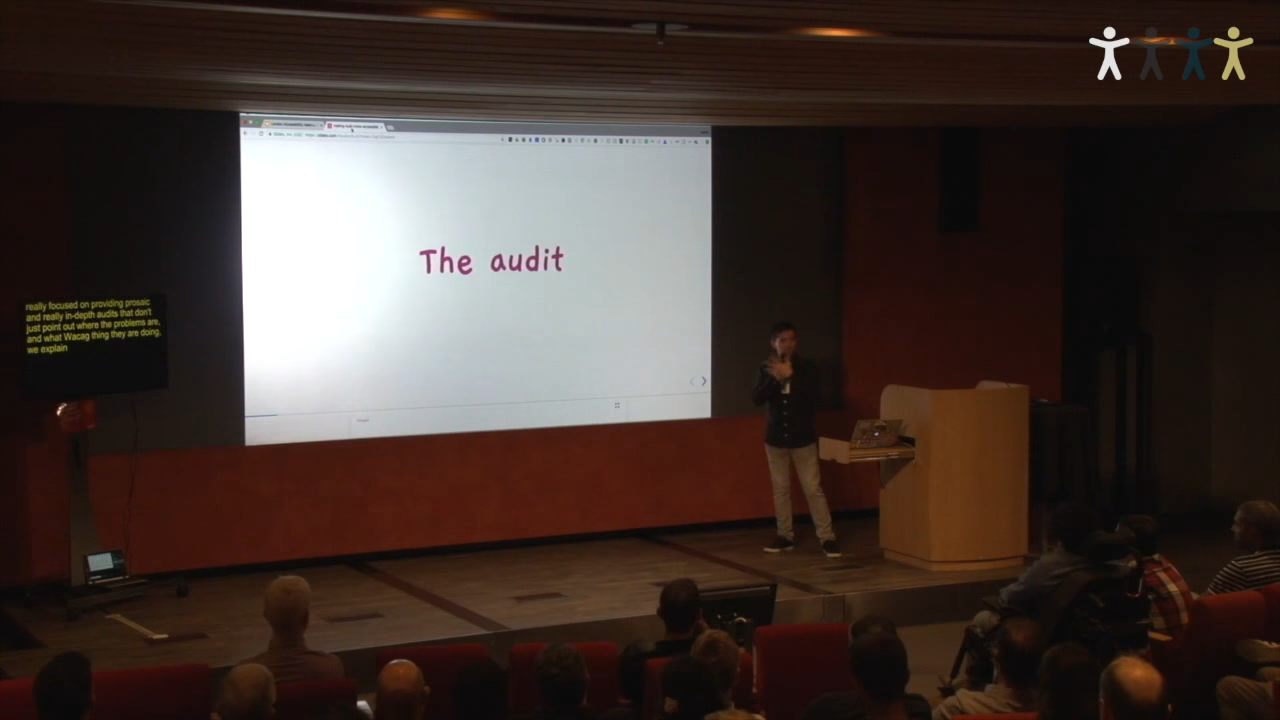 The audit
really focused on providing prosaic
and really in-depth audits that don't
just point out where the problems are,
and what Wacag thing they are doing,
we explain